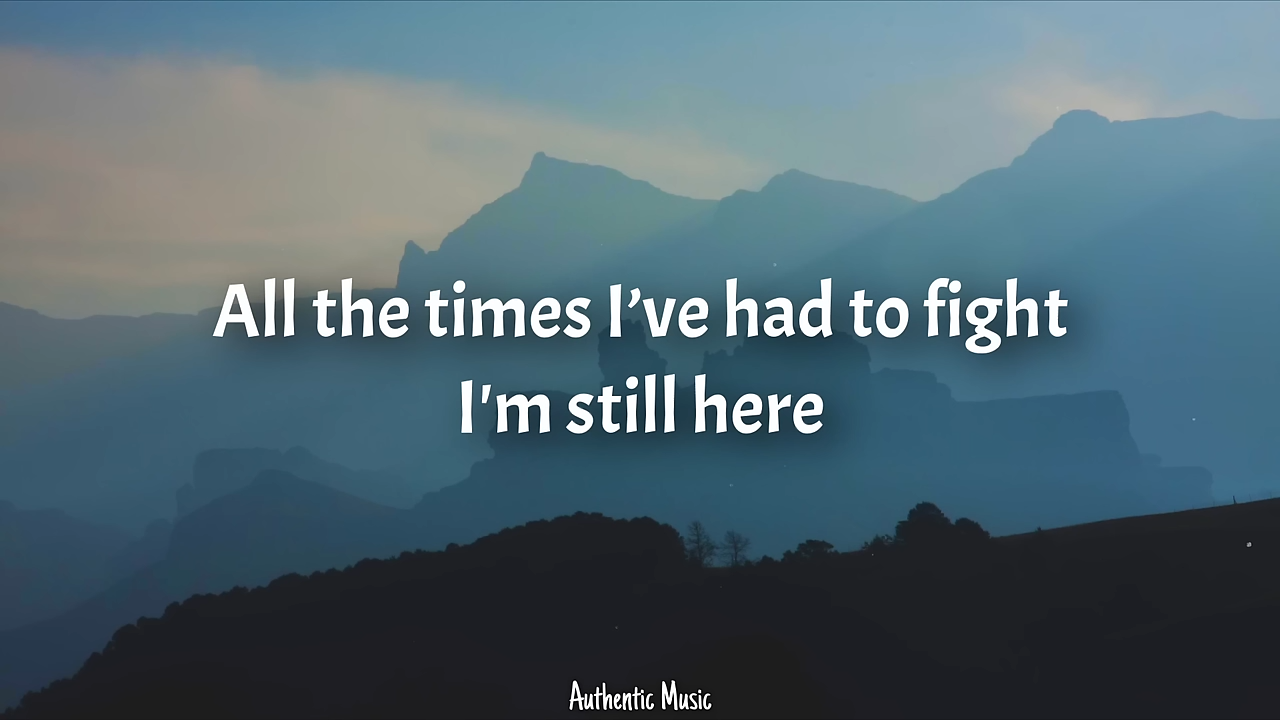 All the times I’ve had to fight
I'm still here
Authentic Music